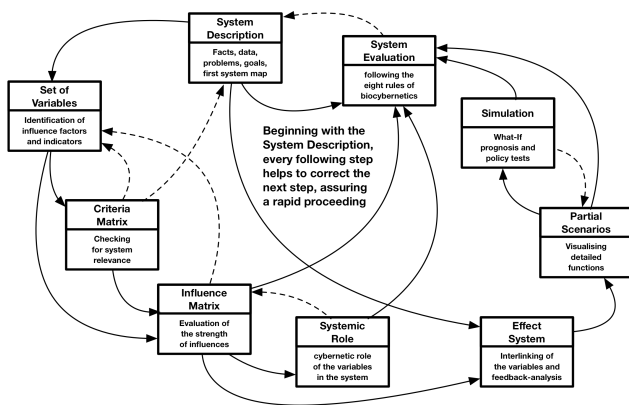 System
Description
Facts, data,
problems, goals,
first system map
System
Evaluation
following the
eight rules of
biocybernetics
Set of
Variables
Identification of
influence factors
and indicators
Simulation
What-If
prognosis and
policy tests
Beginning with the
System Description,
every following step
helps to correct the
next step, assuring
a rapid proceeding
Criteria
Matrix
Checking
for system
relevance
Partial
Scenarios
Visualising
detailed
functions
Influence
Matrix
Evaluation of
the strength
of influences
Systemic
Role
cybernetic role
of the variables
in the system
Effect
System
Interlinking of
the variables and
feedback-analysis